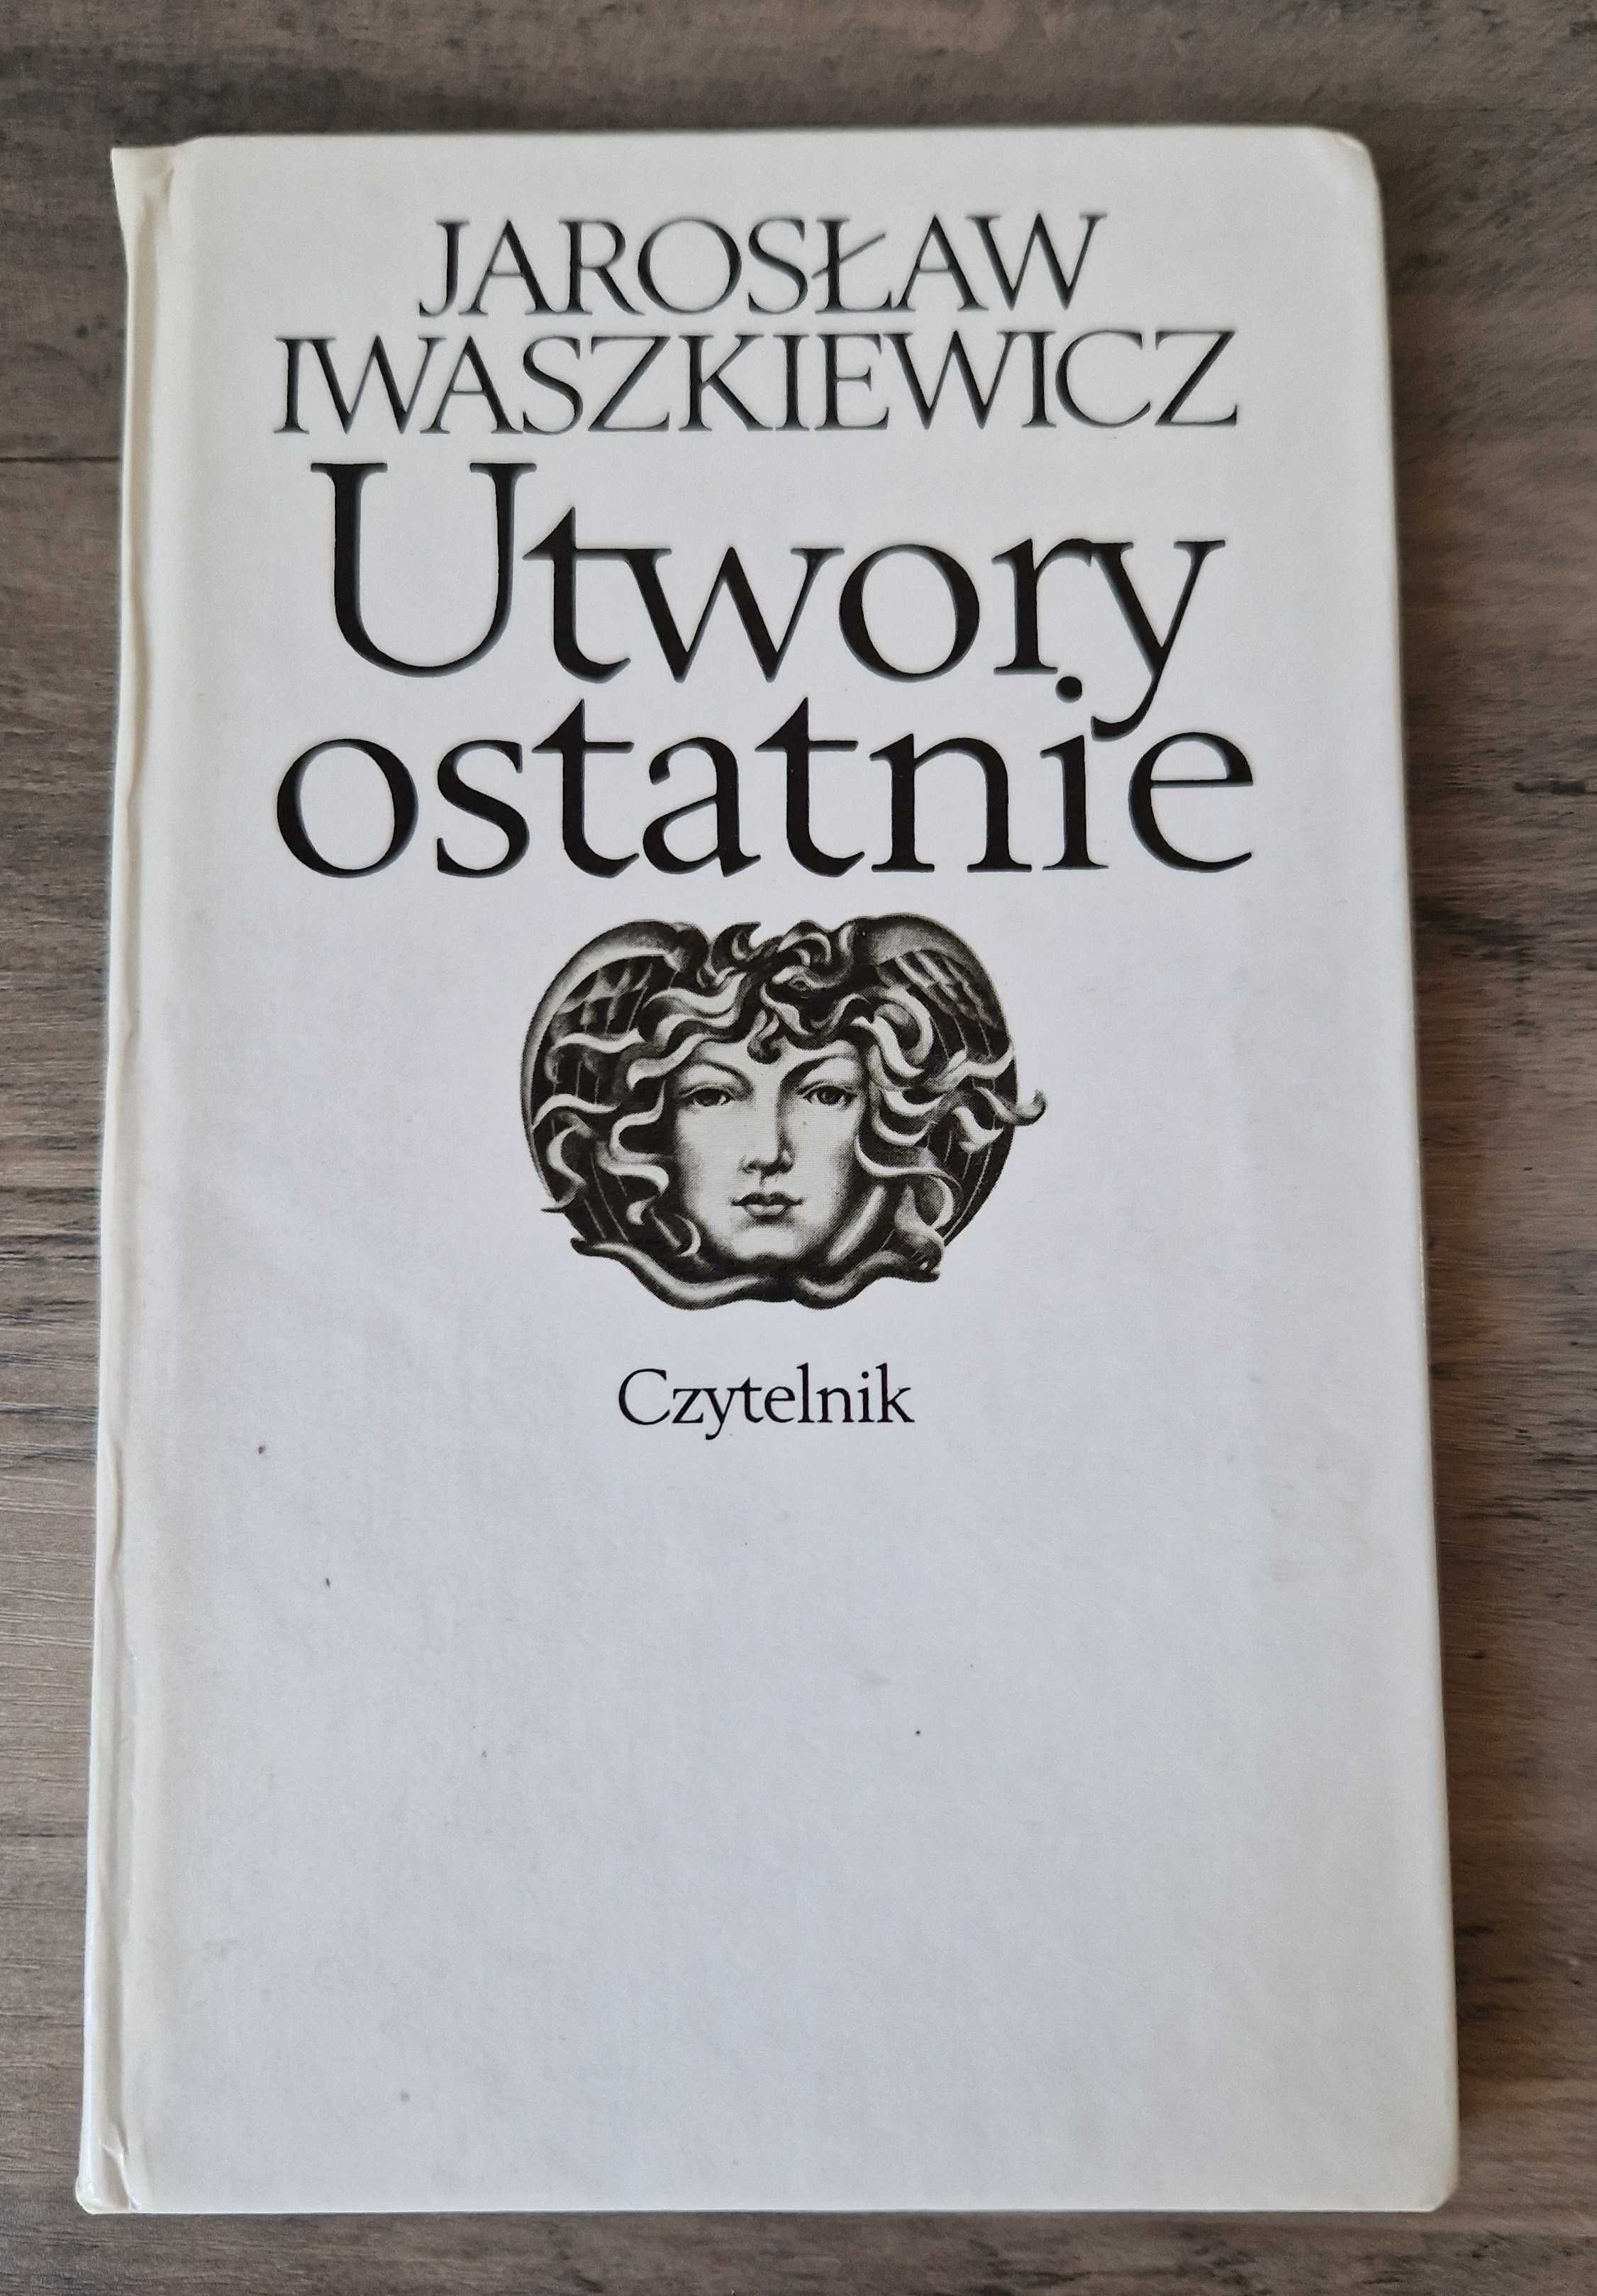 JAROSŁAW
IWASZKIEWICZ
Utwory
ostatnie
Czytelnik